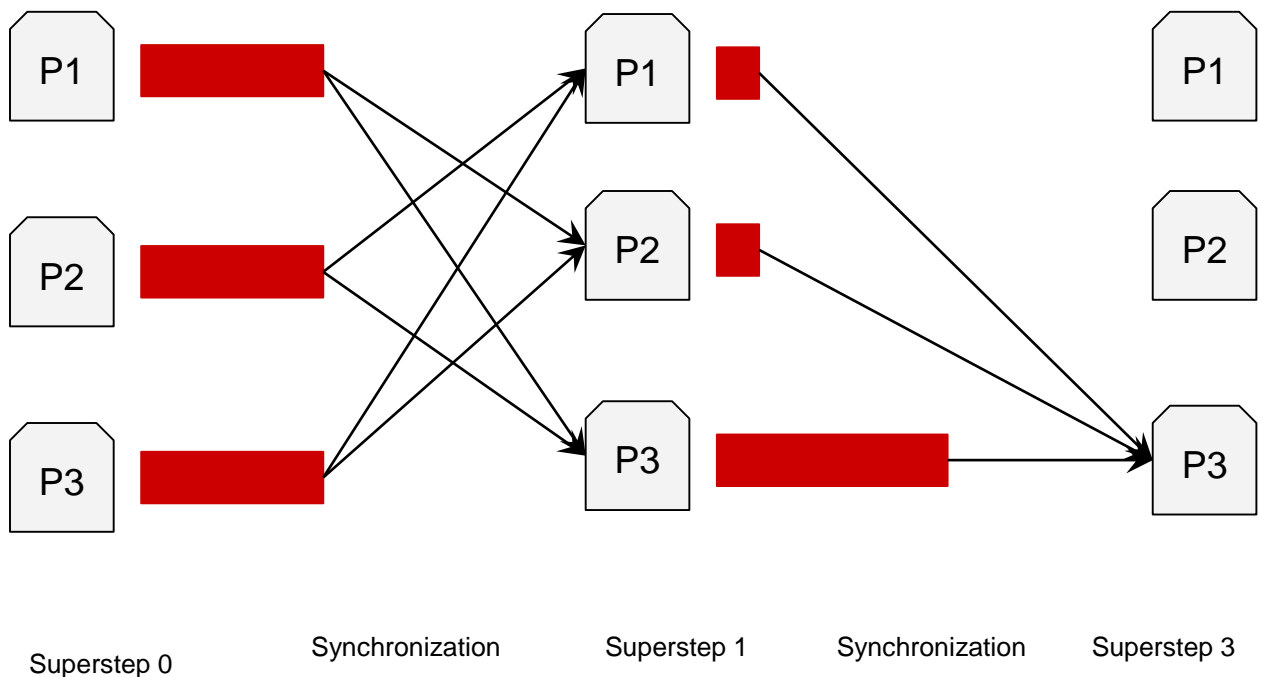 P1
P1
P1
P2
P2
P2
P3
P3
P3
Superstep 0
Synchronization
Superstep 1
Synchronization
Superstep 3